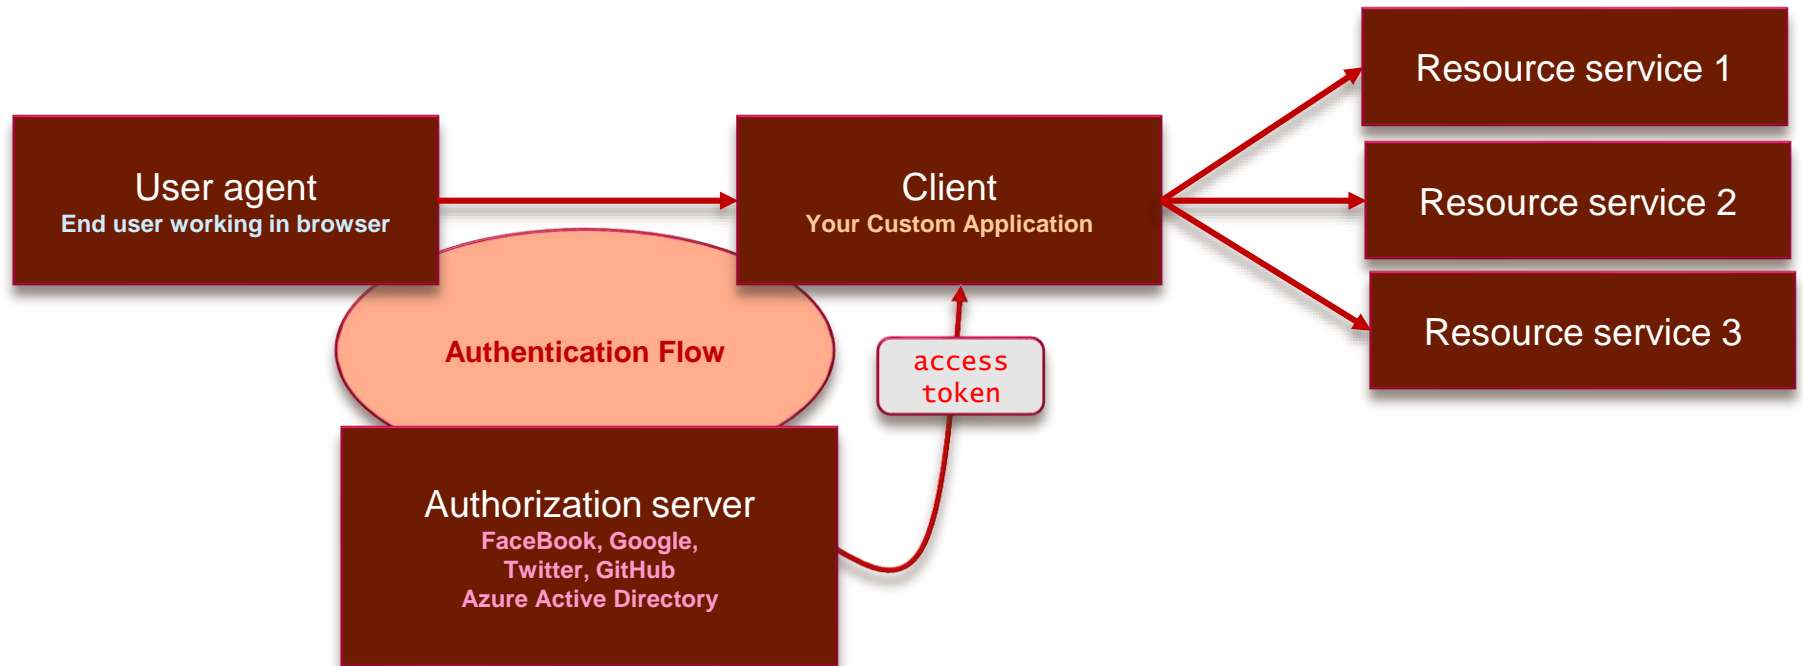 User agent
End user working in browser
Client
Your Custom Application
Resource service 1
Resource service 2
Resource service 3
Authentication Flow
access
token
Authorization server
FaceBook, Google,
Twitter, GitHub
Azure Active Directory